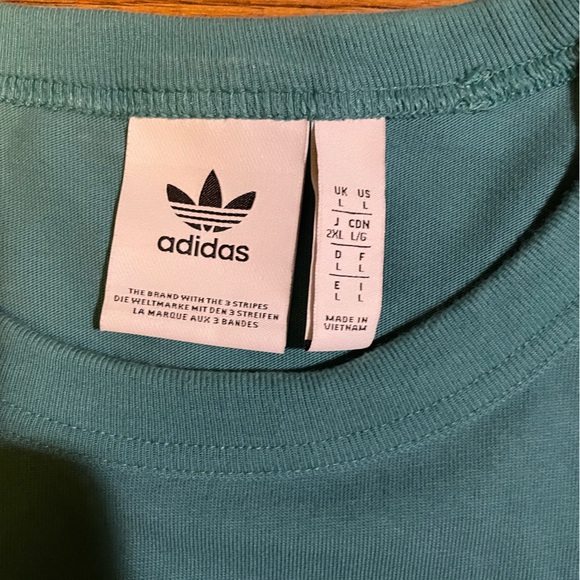 adidas
THE BRAND WITH THE 3 STRIPES
DIE WELTMARKE MIT DEN 3 STREIFEN
LA MARQUE AUX 3 BANDES
UK US
L L
J CDN
2XL L/G
D F
L L
E I
L L
MADE IN
VIETNAM